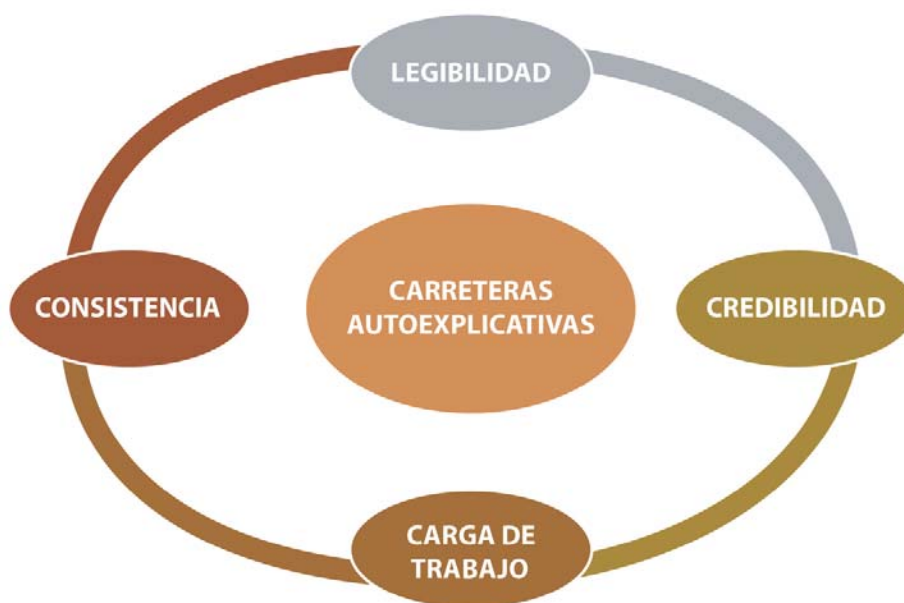 LEGIBILIDAD
CONSISTENCIA
CARRETERAS
AUTOEXPLICATIVAS
CREDIBILIDAD
CARGA DE
TRABAJO